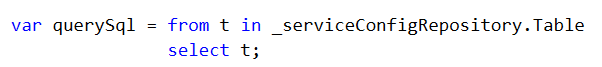 var querySql = from t in _serviceConfigRepository.Table
select t;